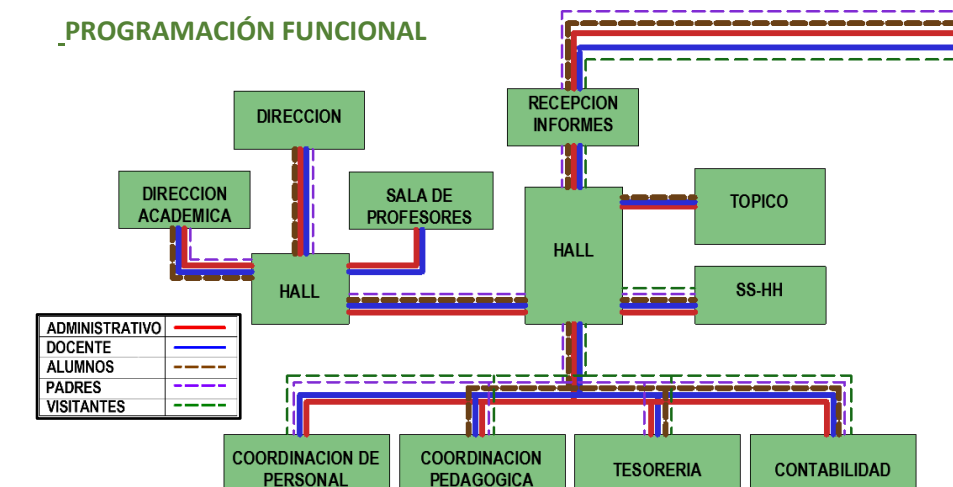 PROGRAMACIÓN FUNCIONAL
RECEPCION
INFORMES
DIRECCION
DIRECCION
ACADEMICA
SALA DE
PROFESORES
TOPICO
HALL
HALL
SS-HH
ADMINISTRATIVO
DOCENTE
ALUMNOS
PADRES
VISITANTES
COORDINACION DE
PERSONAL
COORDINACION
PEDAGOGICA
TESORERIA
CONTABILIDAD